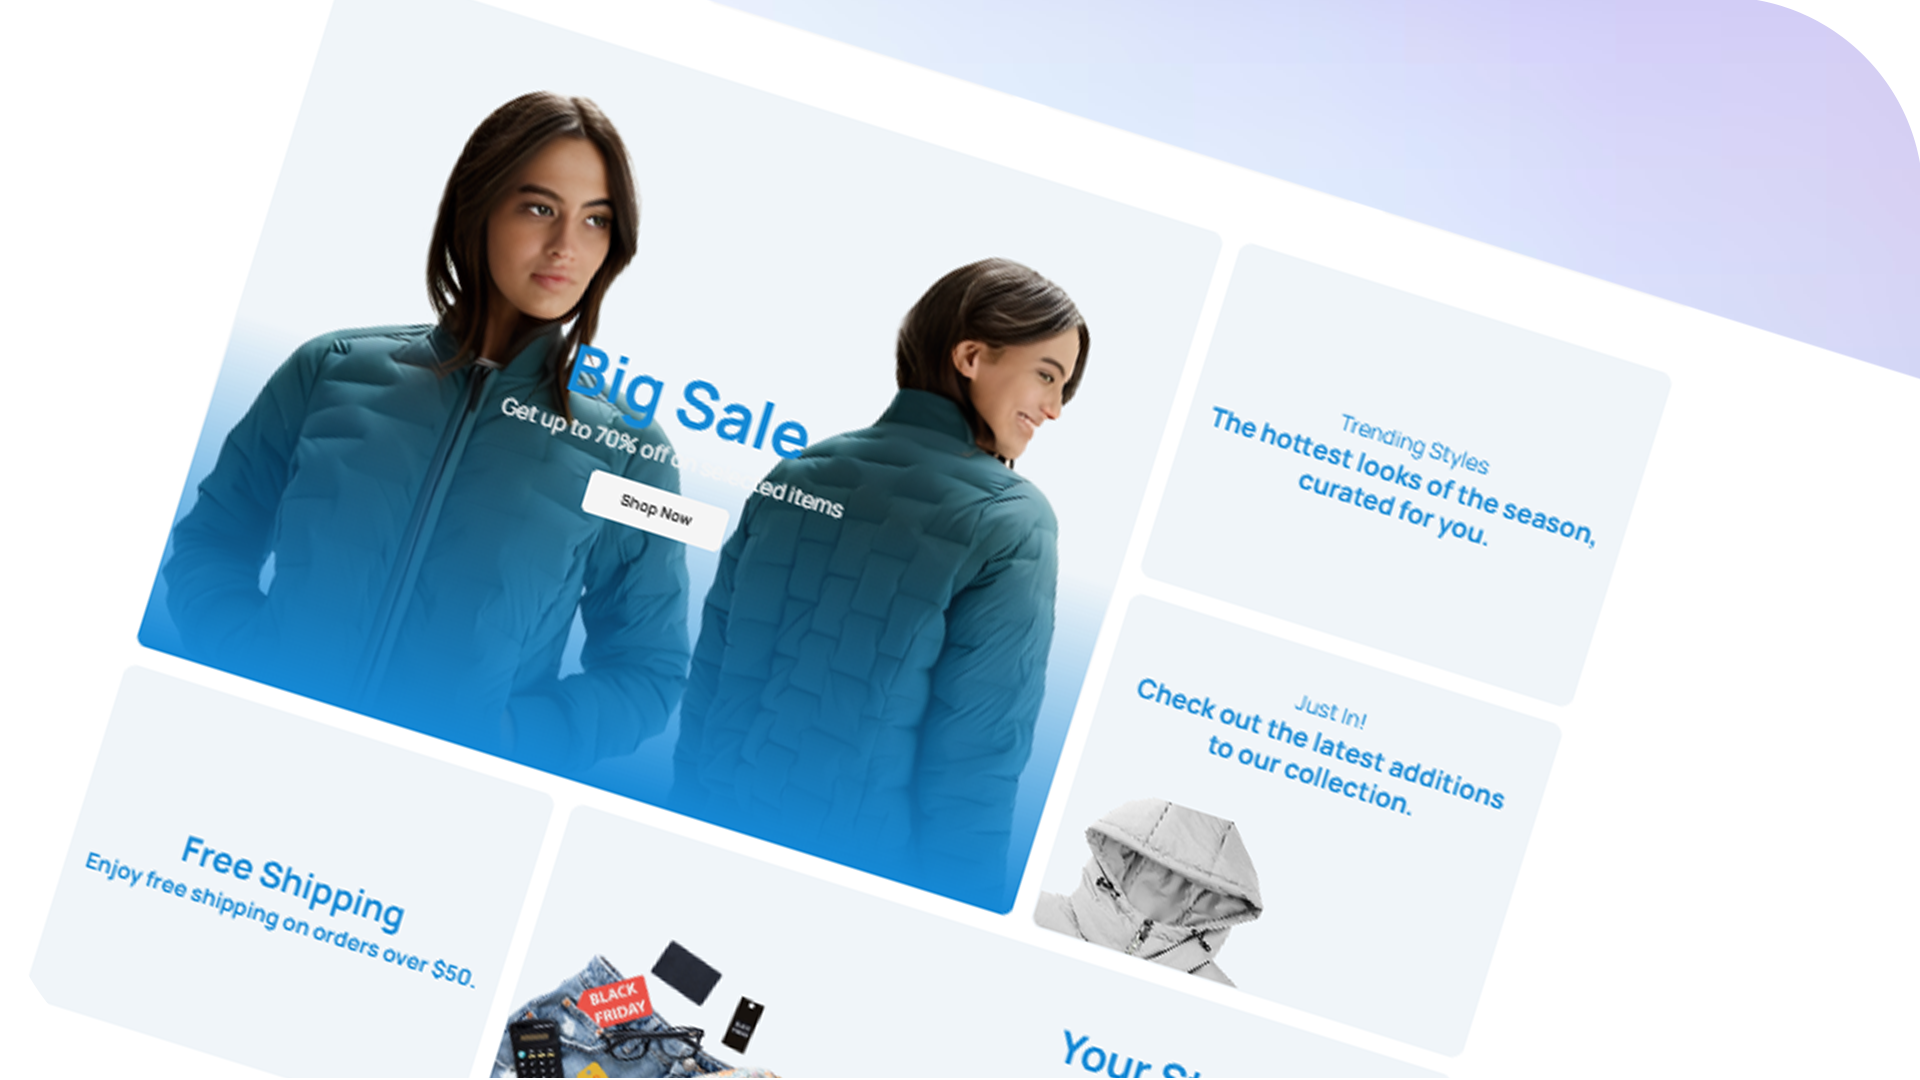 Big Sale
Get up to 70% off on selected items
Shop Now
Trending Styles
The hottest looks of the season,
curated for you.
Just In!
Check out the latest additions
to our collection.
Free Shipping
Enjoy free shipping on orders over $50.
BLACK
FRIDAY
Your